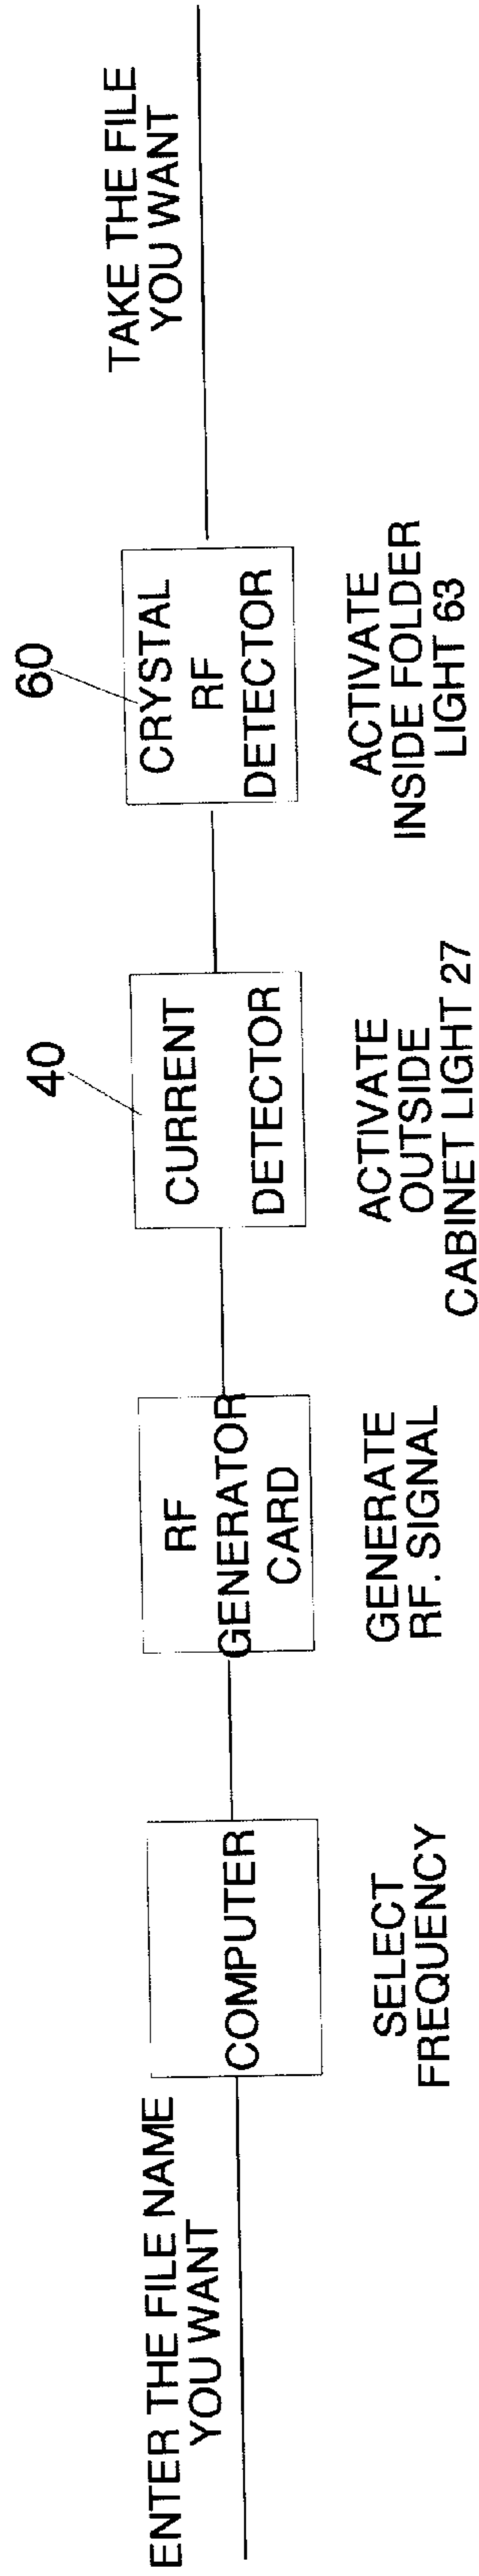 ENTER THE FILE NAME
YOU WANT
COMPUTER
SELECT
FREQUENCY
RF
GENERATOR
CARD
GENERATE
RF. SIGNAL
40
CURRENT
DETECTOR
ACTIVATE
OUTSIDE
CABINET LIGHT 27
60
CRYSTAL
RF
DETECTOR
ACTIVATE
INSIDE FOLDER
LIGHT 63
TAKE THE FILE
YOU WANT